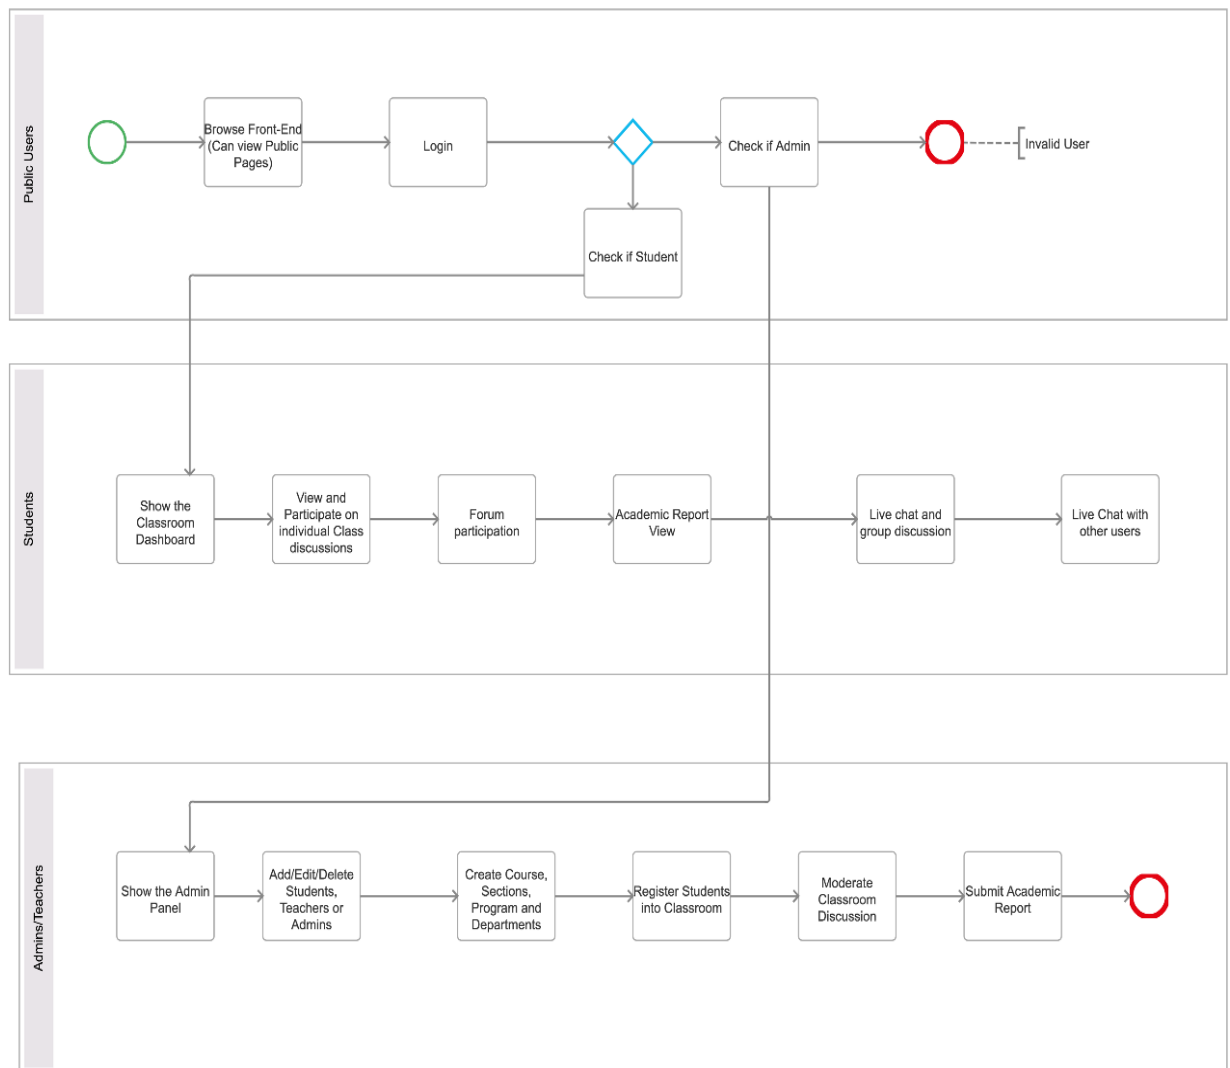 Public Users
Browse Front-End
(Can view Public
Pages)
Login
Check if Admin
Invalid User
Check if Student
Students
Show the
Classroom
Dashboard
View and
Participate on
individual Class
discussions
Forum
participation
Academic Report
View
Live chat and
group discussion
Live Chat with
other users
Admins/Teachers
Show the Admin
Panel
Add/Edit/Delete
Students,
Teachers or
Admins
Create Course,
Sections,
Program and
Departments
Register Students
into Classroom
Moderate
Classroom
Discussion
Submit Academic
Report